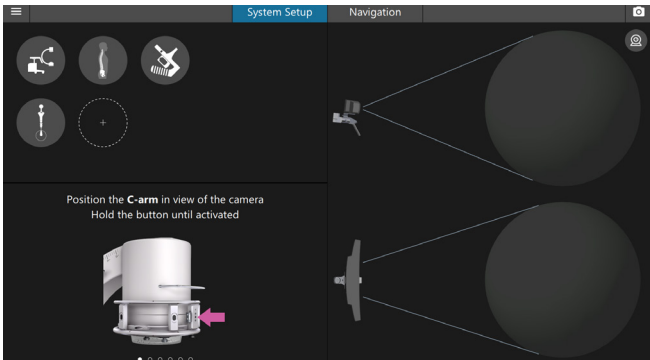 System Setup
Navigation
Position the C-arm in view of the camera
Hold the button until activated